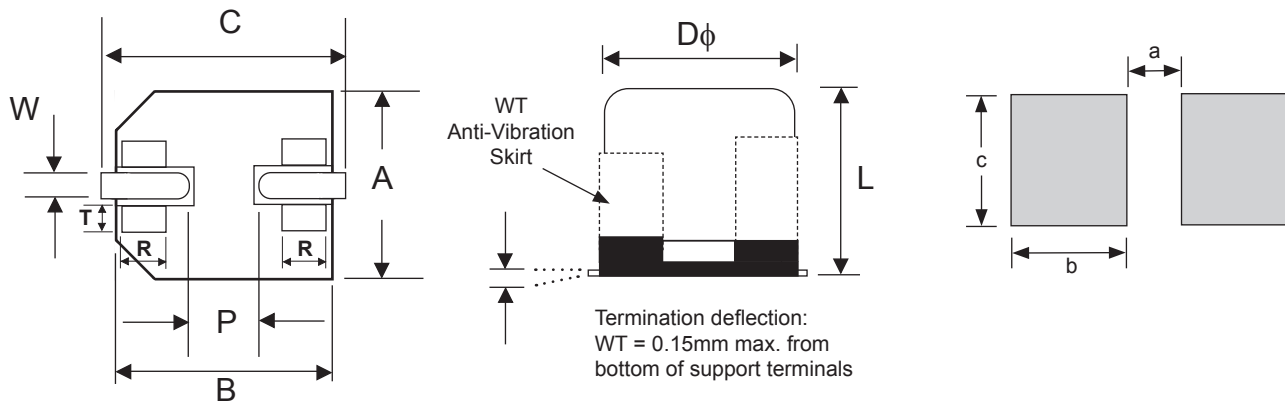 C
W
A
T
R
R
P
B
Dϕ
WT
Anti-Vibration
Skirt
L
Termination deflection:
WT = 0.15mm max. from
bottom of support terminals
a
c
b